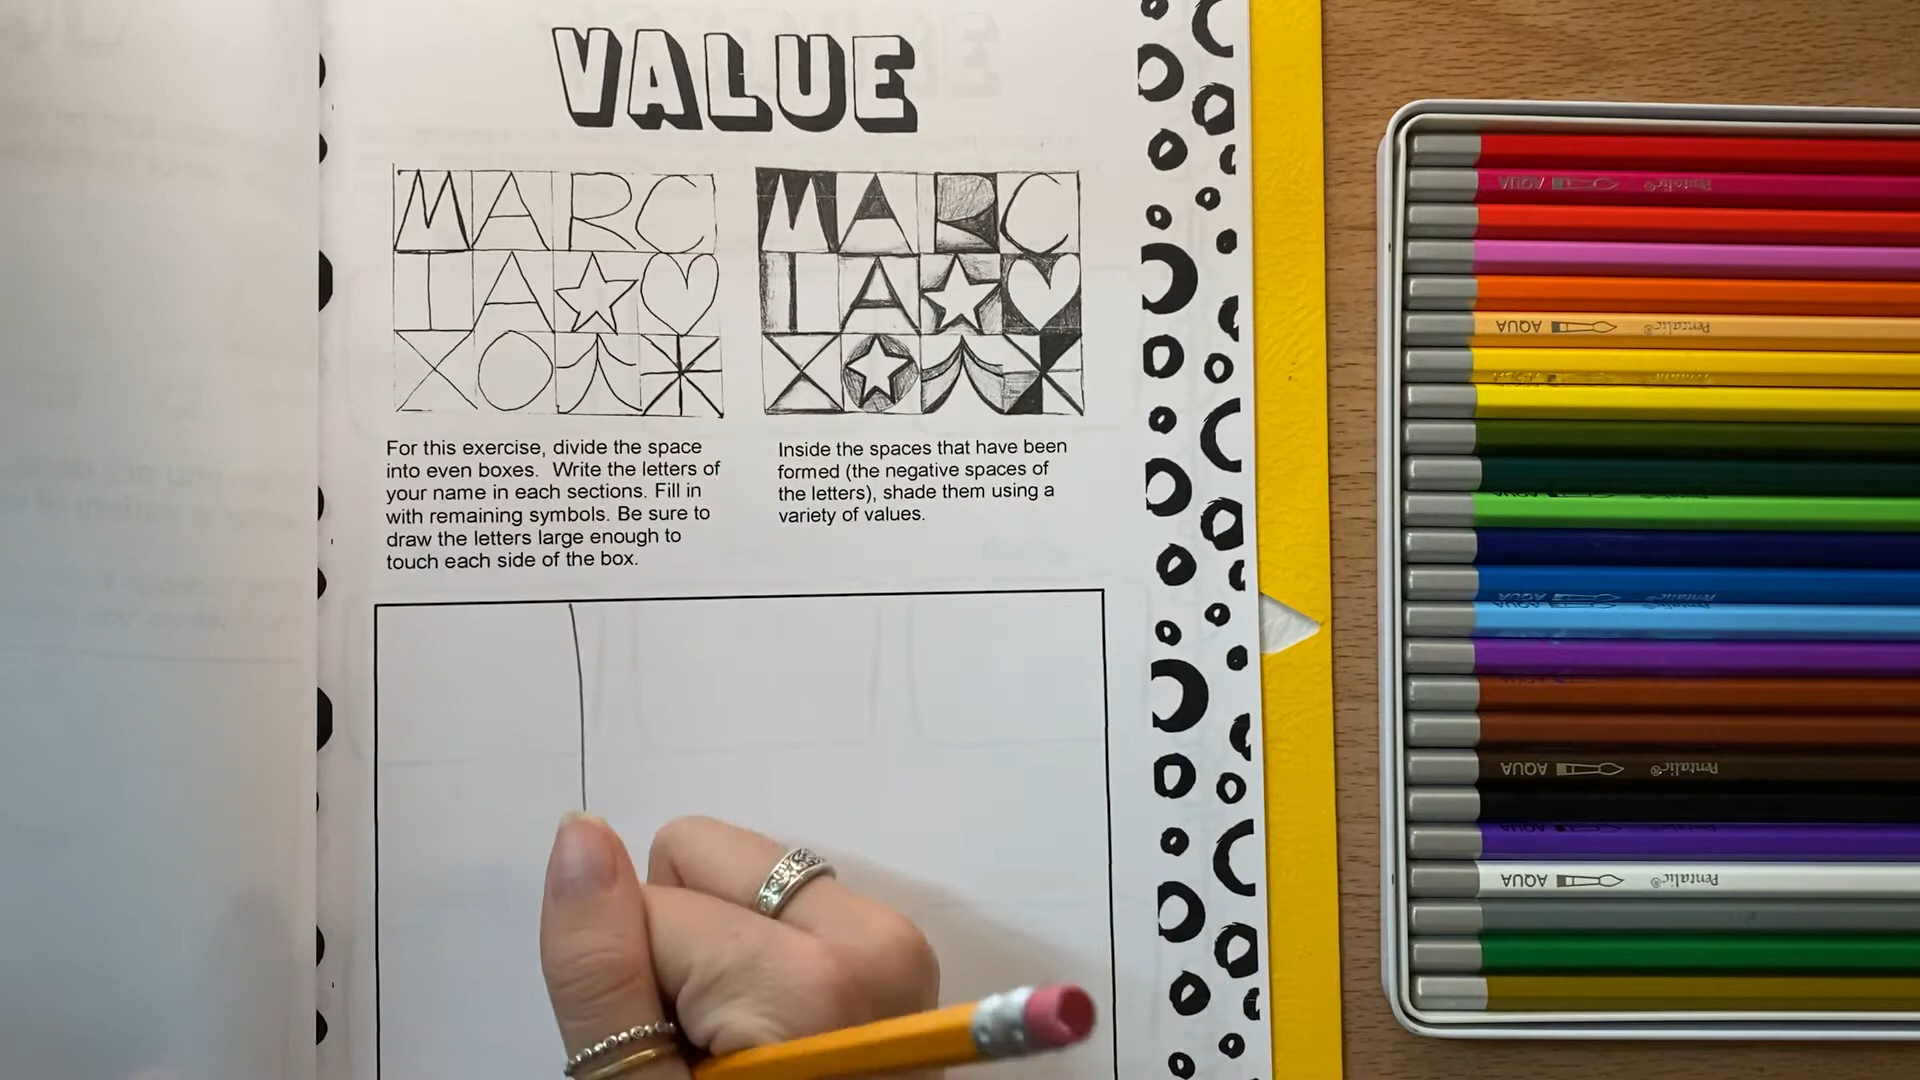 VALUE
MARC
IA
XO
MARC
IA
X
For this exercise, divide the space
into even boxes. Write the letters of
your name in each sections. Fill in
with remaining symbols. Be sure to
draw the letters large enough to
touch each side of the box.
Inside the spaces that have been
formed (the negative spaces of
the letters), shade them using a
variety of values.
Pentalic® AQUA
Pentalic® AQUA
Pentalic® AQUA
Pentalic® AQUA